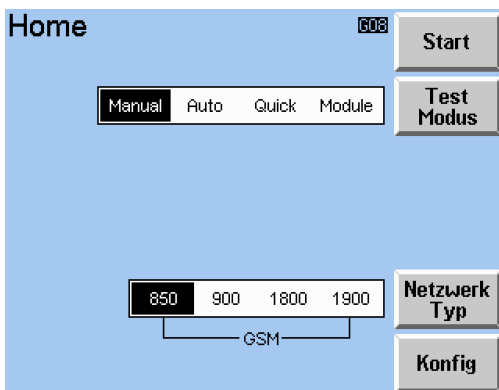 Home G08
Start
Manual Auto Quick Module
Test
Modus
850 900 1800 1900
GSM
Netzwerk
Typ
Konfig